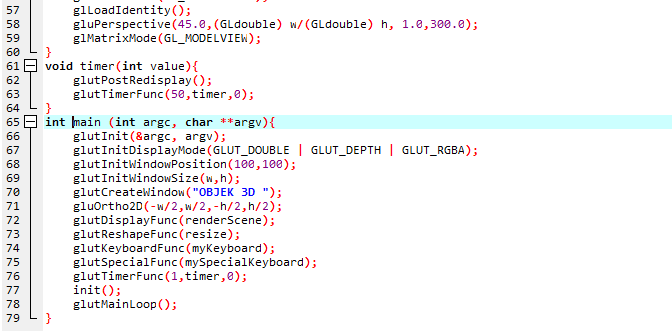 57 glLoadIdentity();
58 gluPerspective(45.0,(GLdouble) w/(GLdouble) h, 1.0,300.0);
59 glMatrixMode(GL_MODELVIEW);
60 }
61 void timer(int value){
62 glutPostRedisplay();
63 glutTimerFunc(50,timer,0);
64 }
65 int main (int argc, char **argv){
66 glutInit(&argc, argv);
67 glutInitDisplayMode(GLUT_DOUBLE | GLUT_DEPTH | GLUT_RGBA);
68 glutInitWindowPosition(100,100);
69 glutInitWindowSize(w,h);
70 glutCreateWindow("OBJEK 3D ");
71 gluOrtho2D(-w/2,w/2,-h/2,h/2);
72 glutDisplayFunc(renderScene);
73 glutReshapeFunc(resize);
74 glutKeyboardFunc(myKeyboard);
75 glutSpecialFunc(mySpecialKeyboard);
76 glutTimerFunc(1,timer,0);
77 init();
78 glutMainLoop();
79 }